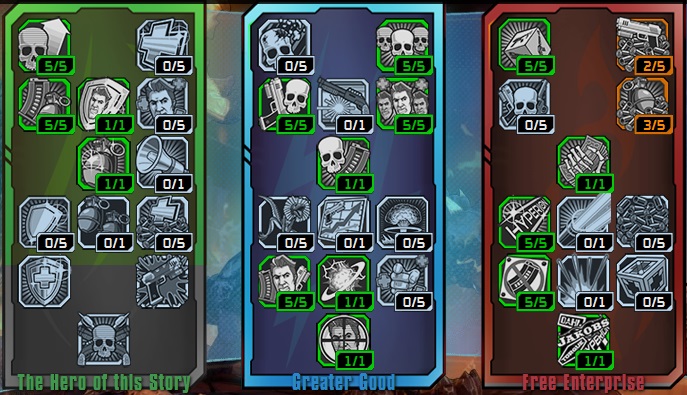 5/5 0/5 0/5 5/5 5/5 2/5
5/5 1/1 0/5 5/5 0/1 5/5 0/5 3/5
1/1 0/1 1/1 1/1
0/5 0/1 0/5 0/5 0/5 0/5 HYPERION 5/5 0/1 0/5
5/5 1/1 0/5 5/5 0/1 0/5
1/1 DAHL JAKOBS 1/1
The Hero of this Story Greater Good Free Enterprise